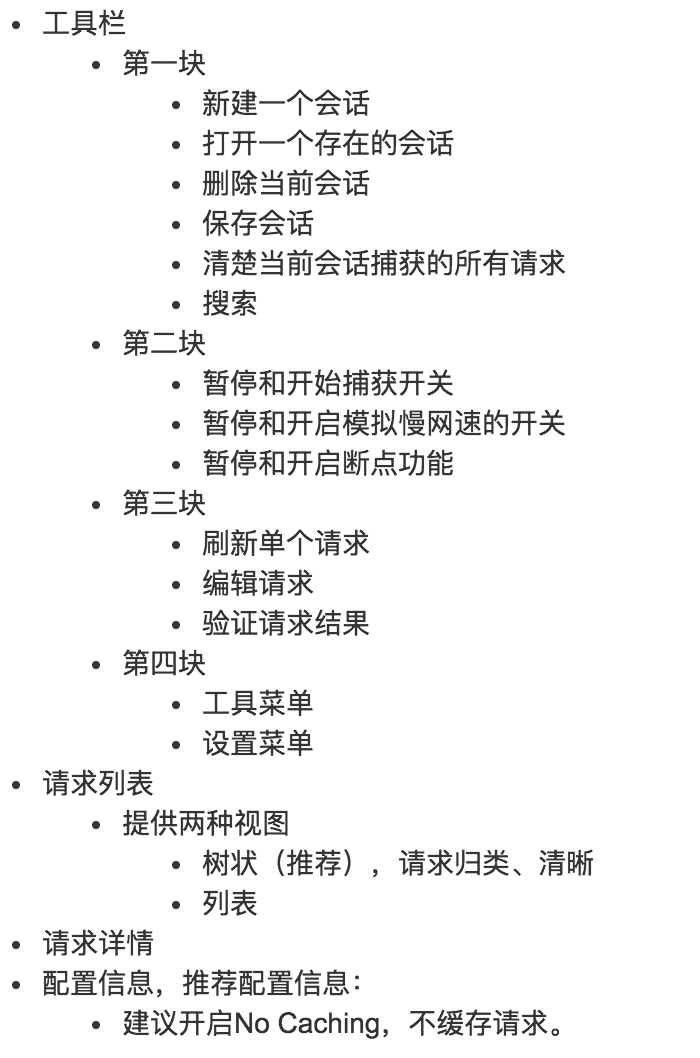 工具栏
第一块
新建一个会话
打开一个存在的会话
删除当前会话
保存会话
清楚当前会话捕获的所有请求
搜索
第二块
暂停和开始捕获开关
暂停和开启模拟慢网速的开关
暂停和开启断点功能
第三块
刷新单个请求
编辑请求
验证请求结果
第四块
工具菜单
设置菜单
请求列表
提供两种视图
树状（推荐），请求归类、清晰
列表
请求详情
配置信息，推荐配置信息：
建议开启No Caching，不缓存请求。